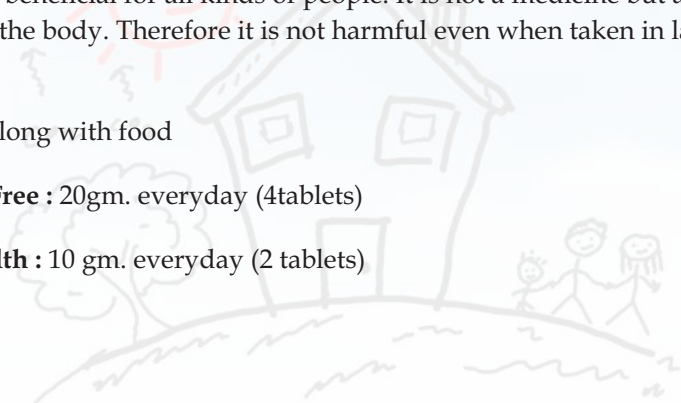 beneficial for all kinds of people. It is not a medicine but
the body. Therefore it is not harmful even when taken in
long with food
ree : 20gm. everyday (4tablets)
lth : 10 gm. everyday (2 tablets)